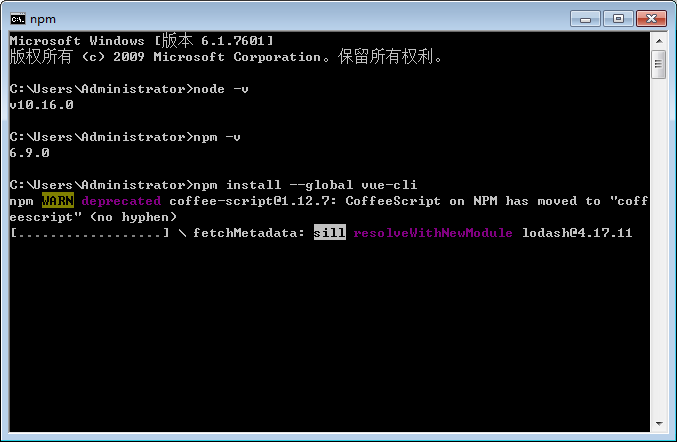 npm
Microsoft Windows [版本 6.1.7601]
版权所有 (c) 2009 Microsoft Corporation。保留所有权利。
C:\Users\Administrator>node -v
v10.16.0
C:\Users\Administrator>npm -v
6.9.0
C:\Users\Administrator>npm install --global vue-cli
npm WARN deprecated coffee-script@1.12.7: CoffeeScript on NPM has moved to "coff
eescript" (no hyphen)
[..................] \ fetchMetadata: sill resolveWithNewModule lodash@4.17.11